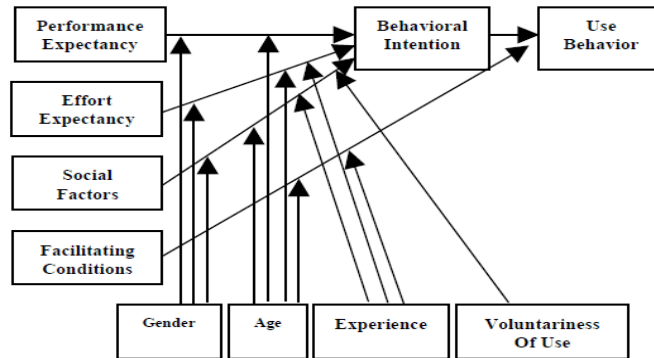 Performance
Expectancy
Behavioral
Intention
Use
Behavior
Effort
Expectancy
Social
Factors
Facilitating
Conditions
Gender
Age
Experience
Voluntariness
Of Use